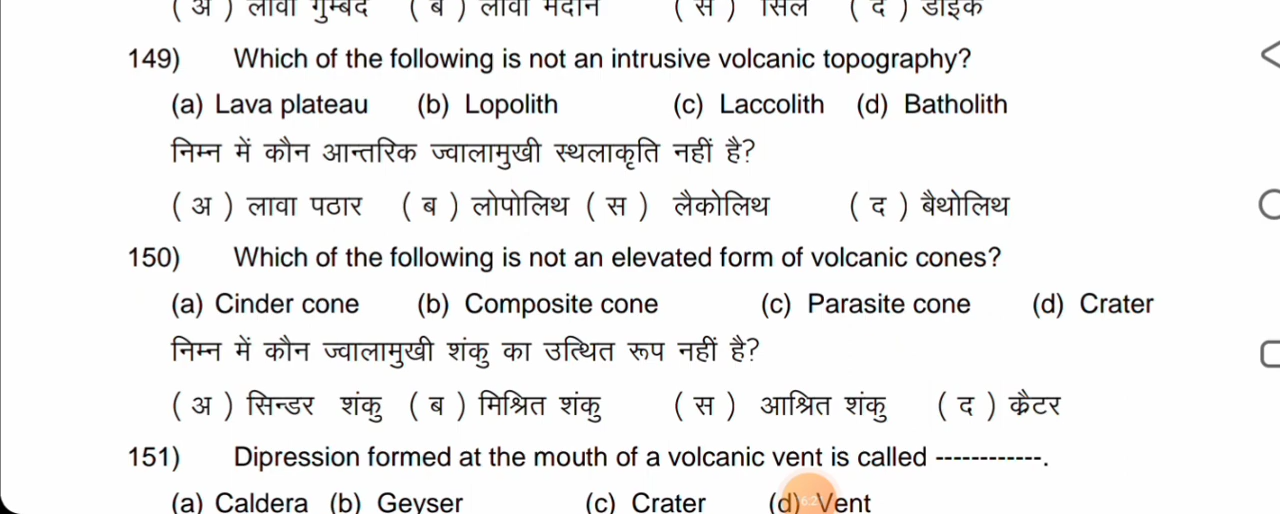 ( अ ) लावा गुम्बद ( ब ) लावा मैदान ( स ) सिल ( द ) डाइक
149) Which of the following is not an intrusive volcanic topography?
(a) Lava plateau (b) Lopolith (c) Laccolith (d) Batholith
निम्न में कौन आन्तरिक ज्वालामुखी स्थलाकृति नहीं है?
( अ ) लावा पठार ( ब ) लोपोलिथ ( स ) लैकोलिथ ( द ) बैथोलिथ
150) Which of the following is not an elevated form of volcanic cones?
(a) Cinder cone (b) Composite cone (c) Parasite cone (d) Crater
निम्न में कौन ज्वालामुखी शंकु का उत्थित रूप नहीं है?
( अ ) सिन्डर शंकु ( ब ) मिश्रित शंकु ( स ) आश्रित शंकु ( द ) क्रैटर
151) Dipression formed at the mouth of a volcanic vent is called ------------.
(a) Caldera (b) Geyser (c) Crater (d) Vent